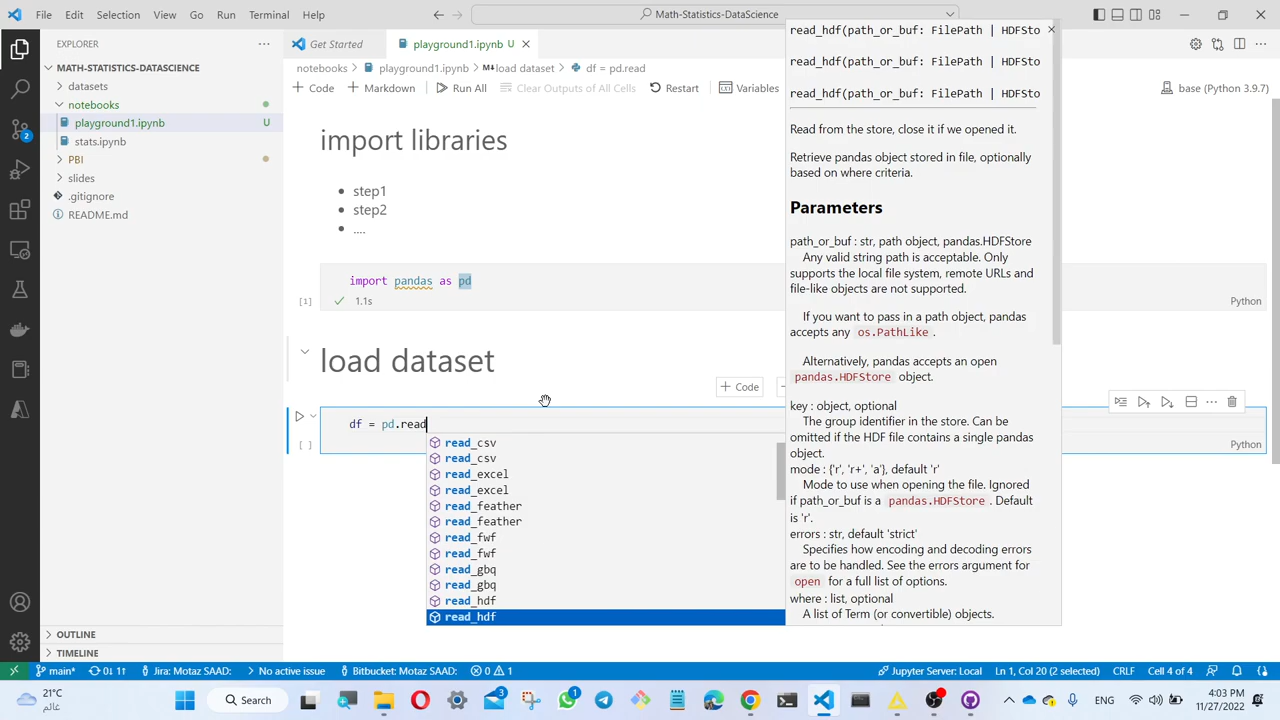 File Edit Selection View Go Run Terminal Help
Math-Statistics-DataScience
EXPLORER
MATH-STATISTICS-DATASCIENCE
datasets
notebooks
playground1.ipynb U
stats.ipynb
PBI
slides
.gitignore
README.md
OUTLINE
TIMELINE
Get Started
playground1.ipynb U
notebooks > playground1.ipynb > load dataset > df = pd.read
+ Code + Markdown Run All Clear Outputs of All Cells Restart Variables
base (Python 3.9.7)
import libraries
• step1
• step2
• ....
import pandas as pd
[1] 1.1s
Python
load dataset
+ Code
df = pd.read
[ ]
Python
read_csv
read_csv
read_excel
read_excel
read_feather
read_feather
read_fwf
read_fwf
read_gbq
read_gbq
read_hdf
read_hdf
read_hdf(path_or_buf: FilePath | HDFSto
read_hdf(path_or_buf: FilePath | HDFSto
read_hdf(path_or_buf: FilePath | HDFSto
Read from the store, close it if we opened it.
Retrieve pandas object stored in file, optionally
based on where criteria.
Parameters
path_or_buf : str, path object, pandas.HDFStore
Any valid string path is acceptable. Only
supports the local file system, remote URLs and
file-like objects are not supported.
If you want to pass in a path object, pandas
accepts any os.PathLike.
Alternatively, pandas accepts an open
pandas.HDFStore object.
key : object, optional
The group identifier in the store. Can be
omitted if the HDF file contains a single pandas
object.
mode : {'r', 'r+', 'a'}, default 'r'
Mode to use when opening the file. Ignored
if path_or_buf is a pandas.HDFStore. Default
is 'r'.
errors : str, default 'strict'
Specifies how encoding and decoding errors
are to be handled. See the errors argument for
open for a full list of options.
where : list, optional
A list of Term (or convertible) objects.
2
main* 0↓ 1↑ Jira: Motaz SAAD: No active issue Bitbucket: Motaz SAAD: 0 1
Jupyter Server: Local Ln 1, Col 20 (2 selected) CRLF Cell 4 of 4
21°C
غائم
Search
3
1
ENG
4:03 PM
11/27/2022